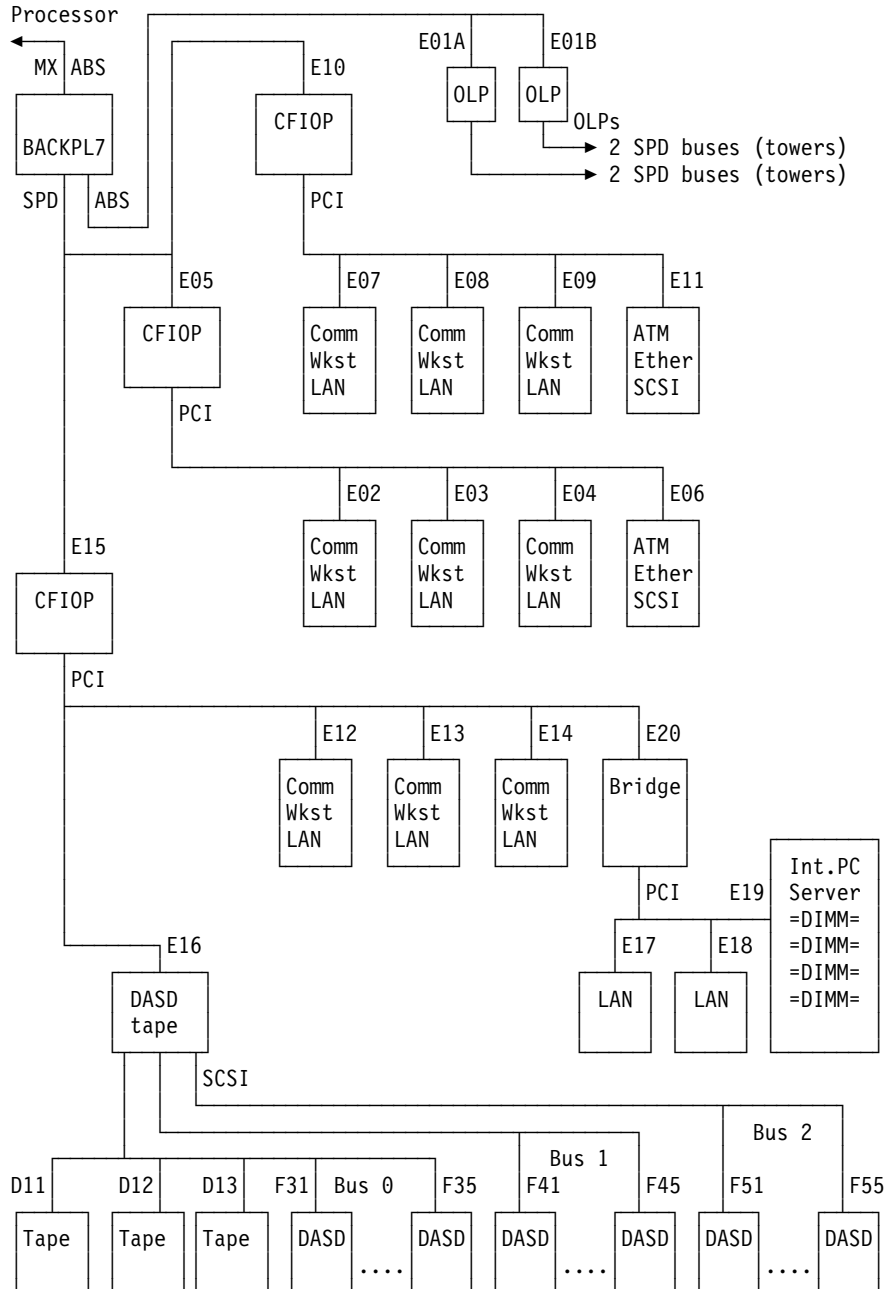 Processor
E01A E01B
MX ABS E10
OLP OLP
CFIOP OLPs
BACKPL7 2 SPD buses (towers)
2 SPD buses (towers)
SPD ABS PCI
E05 E07 E08 E09 E11
CFIOP Comm Comm Comm ATM
Wkst Wkst Wkst Ether
LAN LAN LAN SCSI
PCI
E02 E03 E04 E06
E15 Comm Comm Comm ATM
Wkst Wkst Wkst Ether
CFIOP LAN LAN LAN SCSI
PCI
E12 E13 E14 E20
Comm Comm Comm Bridge
Wkst Wkst Wkst
LAN LAN LAN
Int.PC
PCI E19 Server
=DIMM=
E16 E17 E18 =DIMM=
=DIMM=
DASD LAN LAN =DIMM=
tape
SCSI
Bus 2
Bus 1
D11 D12 D13 F31 Bus 0 F35 F41 F45 F51 F55
Tape Tape Tape DASD DASD DASD DASD DASD DASD
.... .... ....